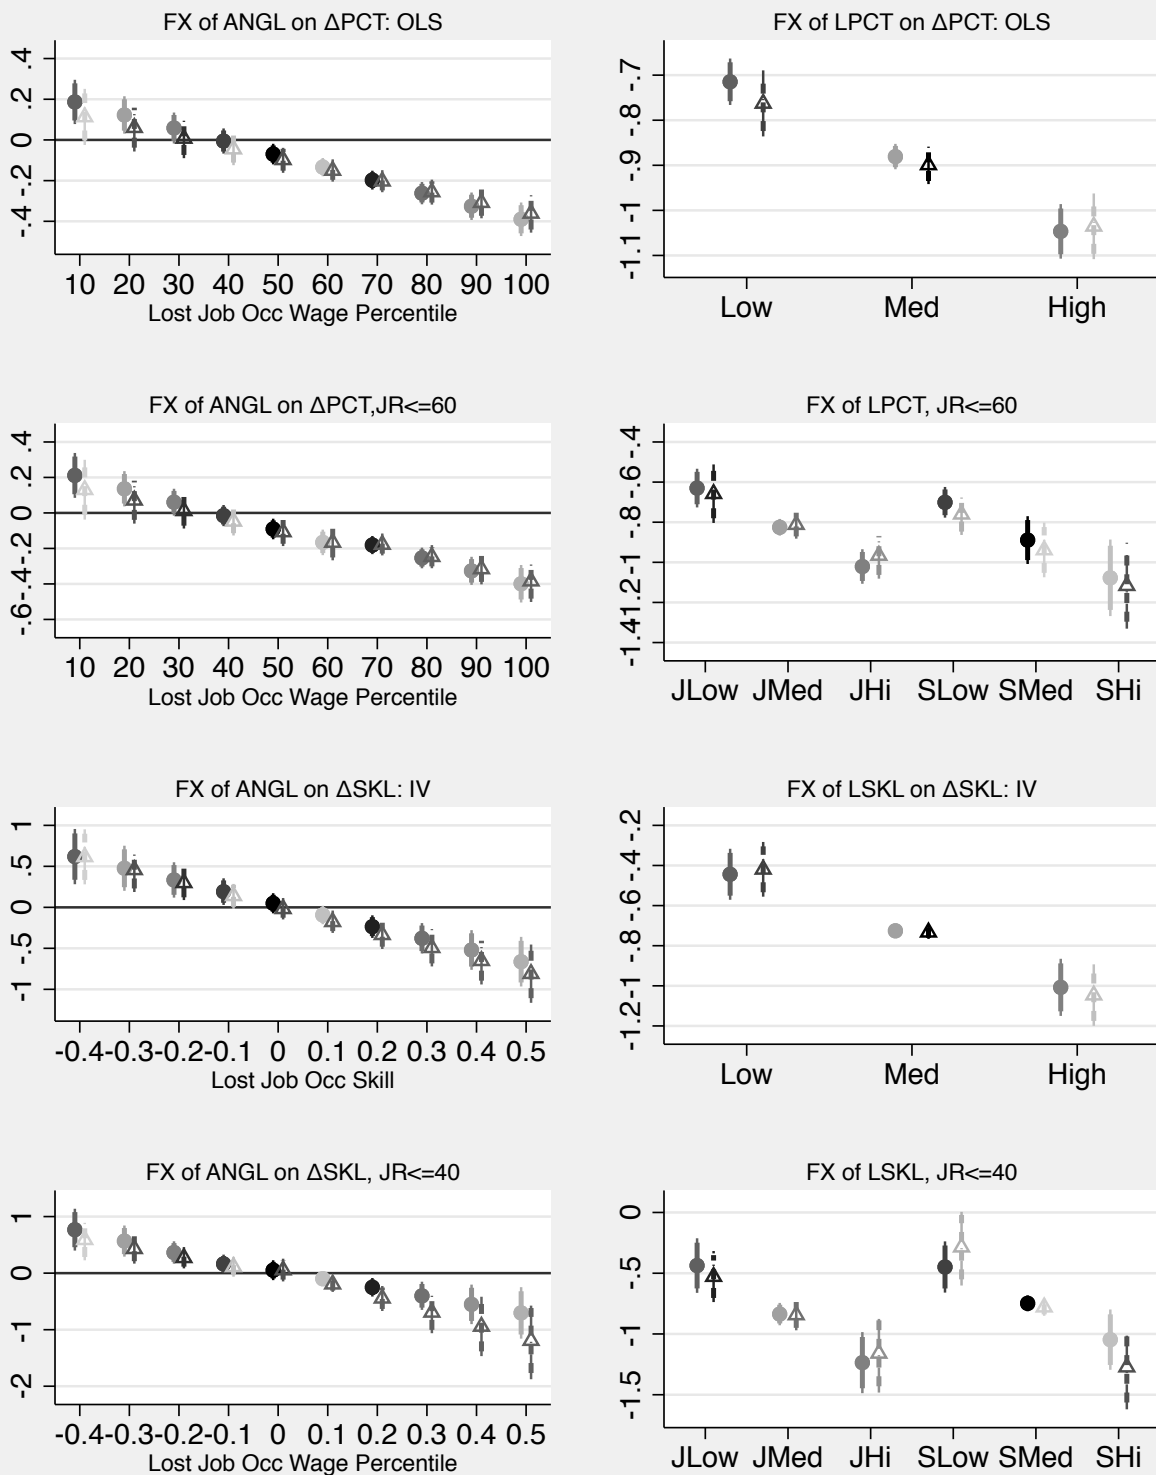 FX of ANGL on ΔPCT: OLS
.4
.2
0
-.2
-.4
10 20 30 40 50 60 70 80 90 100
Lost Job Occ Wage Percentile
FX of LPCT on ΔPCT: OLS
-.7
-.8
-.9
-1
-1.1
Low Med High
FX of ANGL on ΔPCT,JR<=60
.4
.2
0
-.2
-.4
-.6
10 20 30 40 50 60 70 80 90 100
Lost Job Occ Wage Percentile
FX of LPCT, JR<=60
-.4
-.6
-.8
-1
-1.2
-1.4
JLow JMed JHi SLow SMed SHi
FX of ANGL on ΔSKL: IV
1
.5
0
-.5
-1
-0.4 -0.3 -0.2 -0.1 0 0.1 0.2 0.3 0.4 0.5
Lost Job Occ Skill
FX of LSKL on ΔSKL: IV
-.2
-.4
-.6
-.8
-1
-1.2
Low Med High
FX of ANGL on ΔSKL, JR<=40
1
0
-1
-2
-0.4 -0.3 -0.2 -0.1 0 0.1 0.2 0.3 0.4 0.5
Lost Job Occ Wage Percentile
FX of LSKL, JR<=40
0
-.5
-1
-1.5
JLow JMed JHi SLow SMed SHi